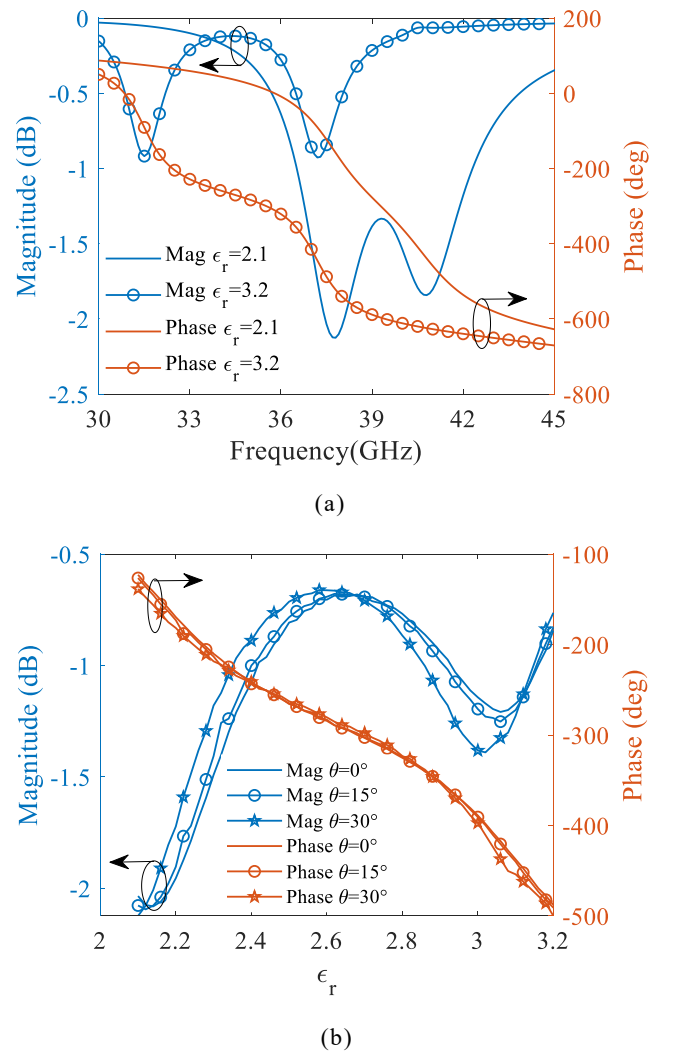 0
200
-0.5
0
-1
-200
-1.5
-400
-2
-600
-2.5
-800
30
33
36
39
42
45
Magnitude (dB)
Phase (deg)
Frequency(GHz)
Mag ϵr=2.1
Mag ϵr=3.2
Phase ϵr=2.1
Phase ϵr=3.2
(a)
-0.5
-100
-1
-200
-1.5
-300
-2
-400
-500
2
2.2
2.4
2.6
2.8
3
3.2
Magnitude (dB)
Phase (deg)
ϵr
Mag θ=0°
Mag θ=15°
Mag θ=30°
Phase θ=0°
Phase θ=15°
Phase θ=30°
(b)